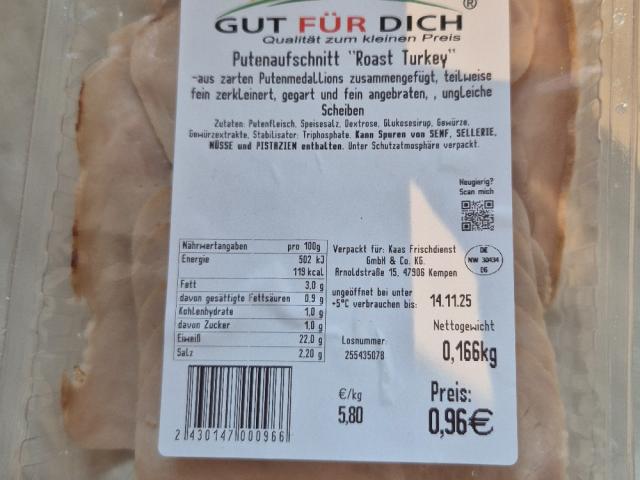 ®
GUT FÜR DICH
Qualität zum kleinen Preis
Putenaufschnitt "Roast Turkey"
-aus zarten Putenmedallions zusammengefügt, teilweise
fein zerkleinert, gegart und fein angebraten, , ungleiche
Scheiben
Zutaten: Putenfleisch, Speisesalz, Dextrose, Glukosesirup, Gewürze,
Gewürzextrakte, Stabilisator: Triphosphate. Kann Spuren von SENF, SELLERIE,
NÜSSE und PISTAZIEN enthalten. Unter Schutzatmosphäre verpackt.
Neugierig?
Scan mich
Nährwertangaben pro 100g
Energie 502 kJ
119 kcal
Fett 3,0 g
davon gesättigte Fettsäuren 0,9 g
Kohlenhydrate 1,0 g
davon Zucker 1,0 g
Eiweiß 22,0 g
Salz 2,20 g
Verpackt für: Kaas Frischdienst
GmbH & Co. KG.
Arnoldstraße 15, 47906 Kempen
DE
NW 30434
EG
ungeöffnet bei unter
+5°C verbrauchen bis: 14.11.25
Nettogewicht
0,166kg
Losnummer:
255435078
€/kg
5,80
Preis:
0,96€
2 430147 000966